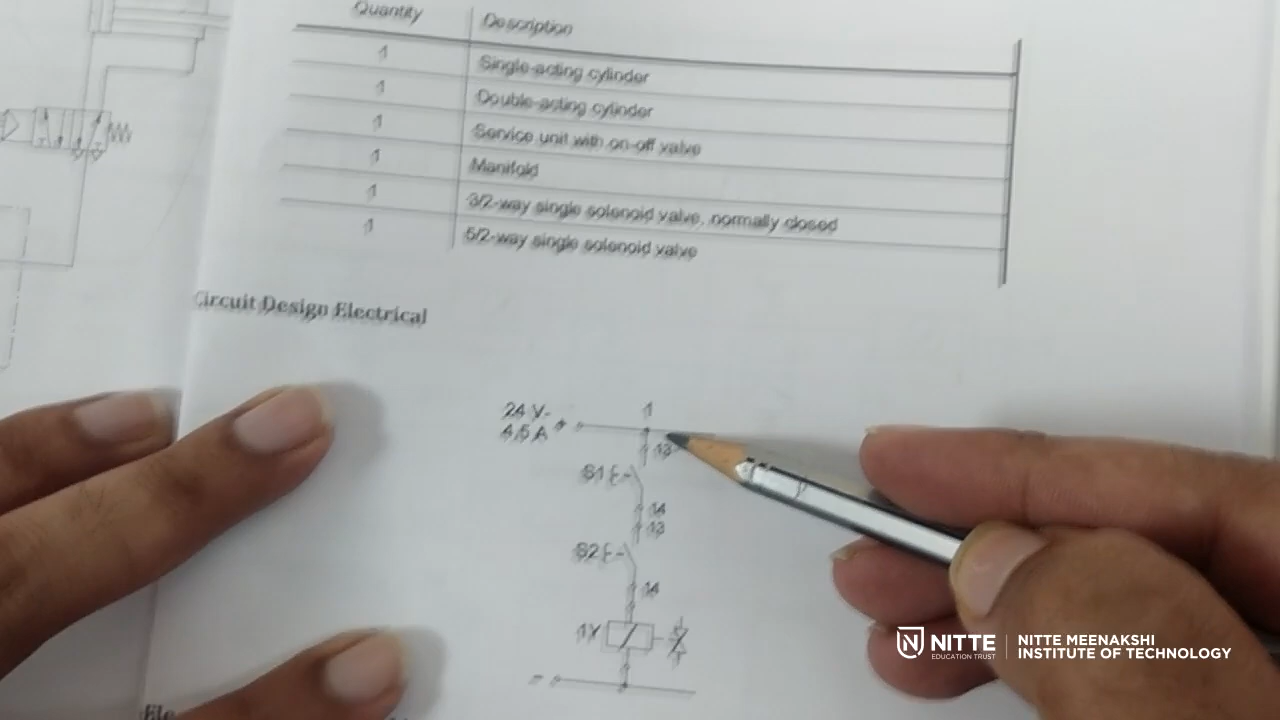 Quantity Description
1 Single-acting cylinder
1 Double-acting cylinder
1 Service unit with on-off valve
1 Manifold
1 3/2-way single solenoid valve, normally closed
1 5/2-way single solenoid valve
Circuit Design Electrical
24 V-
4,5 A
1
13
S1
14
13
S2
14
1Y
Ele
NITTE
EDUCATION TRUST
NITTE MEENAKSHI
INSTITUTE OF TECHNOLOGY